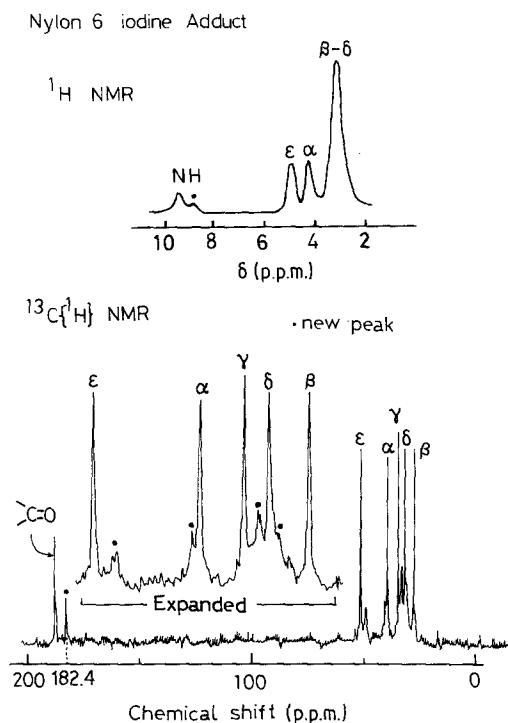 Nylon 6 iodine Adduct
¹H NMR
β-δ
ε α
NH
10 8 6 4 2
δ (p.p.m.)
¹³C{¹H} NMR
· new peak
ε α γ δ β
γ
ε α δ β
C=O
Expanded
200 182.4 100 0
Chemical shift (p.p.m.)